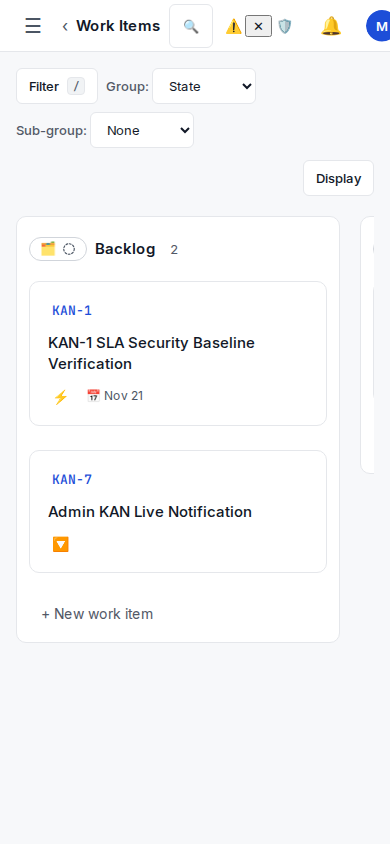 Work Items
M
Filter /
Group: State
Sub-group: None
Display
Backlog 2
KAN-1
KAN-1 SLA Security Baseline
Verification
Nov 21
KAN-7
Admin KAN Live Notification
+ New work item